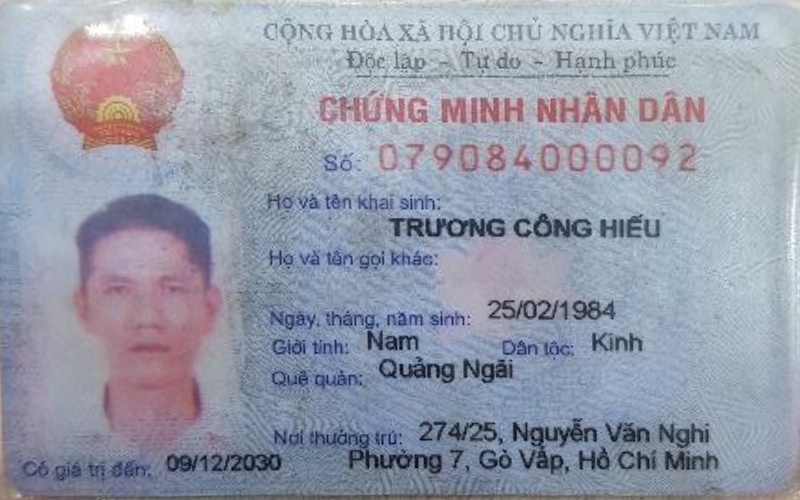 CỘNG HÒA XÃ HỘI CHỦ NGHĨA VIỆT NAM
Độc lập - Tự do - Hạnh phúc
CHỨNG MINH NHÂN DÂN
Số: 079084000092
Họ và tên khai sinh:
TRƯƠNG CÔNG HIẾU
Họ và tên gọi khác:
Ngày, tháng, năm sinh: 25/02/1984
Giới tính: Nam Dân tộc: Kinh
Quê quán: Quảng Ngãi
Nơi thường trú: 274/25, Nguyễn Văn Nghi
Phường 7, Gò Vấp, Hồ Chí Minh
Có giá trị đến: 09/12/2030